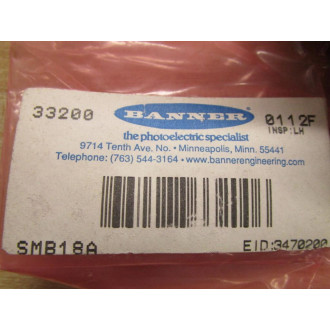 33200 BANNER 0112F
INSP:LH
the photoelectric specialist
9714 Tenth Ave. No. • Minneapolis, Minn. 55441
Telephone: (763) 544-3164 • www.bannerengineering.com
SMB18A EID:3470200